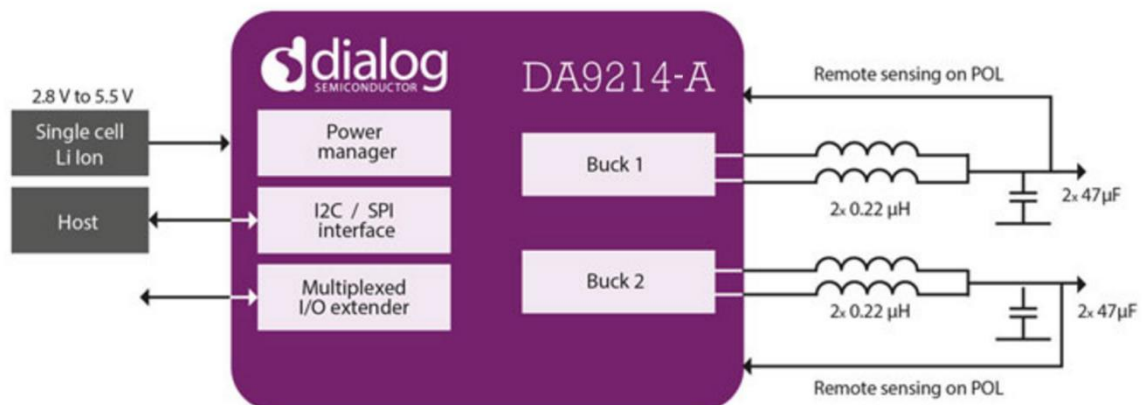 dialog
SEMICONDUCTOR
DA9214-A
Remote sensing on POL
2.8 V to 5.5 V
Single cell
Li Ion
Power
manager
Buck 1
2x 0.22 µH
2x 47µF
Host
I2C / SPI
interface
Multiplexed
I/O extender
Buck 2
2x 0.22 µH
2x 47µF
Remote sensing on POL